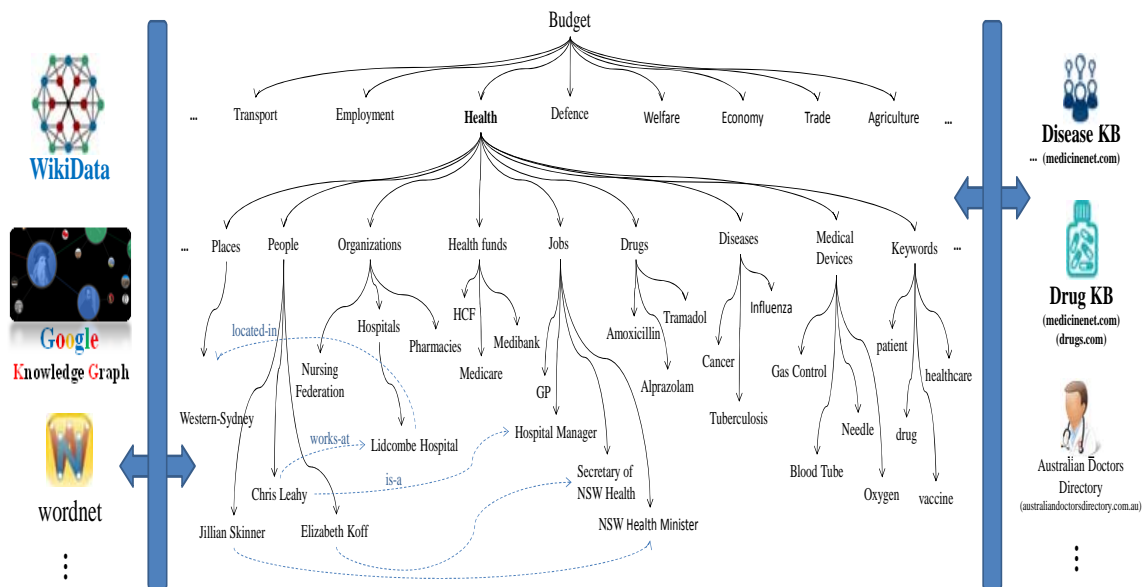 Budget
...
Transport
Employment
Health
Defence
Welfare
Economy
Trade
Agriculture
...
WikiData
Google
Knowledge Graph
wordnet
⋮
...
Places
People
Organizations
Health funds
Jobs
Drugs
Diseases
Medical
Devices
Keywords
...
located-in
Western-Sydney
Nursing
Federation
Hospitals
Pharmacies
HCF
Medicare
Medibank
GP
Hospital Manager
Amoxicillin
Tramadol
Alprazolam
Cancer
Influenza
Tuberculosis
Gas Control
Needle
Blood Tube
Oxygen
patient
healthcare
drug
vaccine
works-at
Lidcombe Hospital
is-a
Chris Leahy
Secretary of
NSW Health
Jillian Skinner
Elizabeth Koff
NSW Health Minister
Disease KB
... (medicinenet.com)
Drug KB
(medicinenet.com)
(drugs.com)
Australian Doctors
Directory
(australiandoctorsdirectory.com.au)
⋮